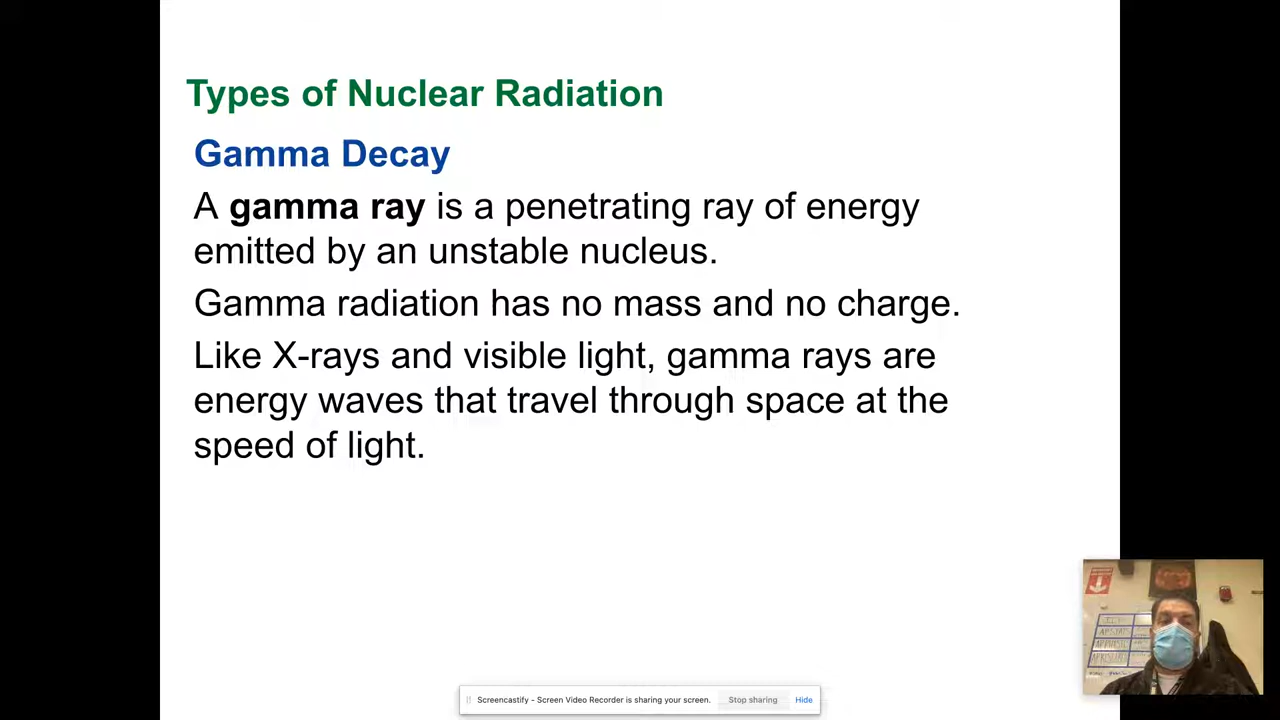 Types of Nuclear Radiation
Gamma Decay
A gamma ray is a penetrating ray of energy
emitted by an unstable nucleus.
Gamma radiation has no mass and no charge.
Like X-rays and visible light, gamma rays are
energy waves that travel through space at the
speed of light.
Screencastify - Screen Video Recorder is sharing your screen. Stop sharing Hide